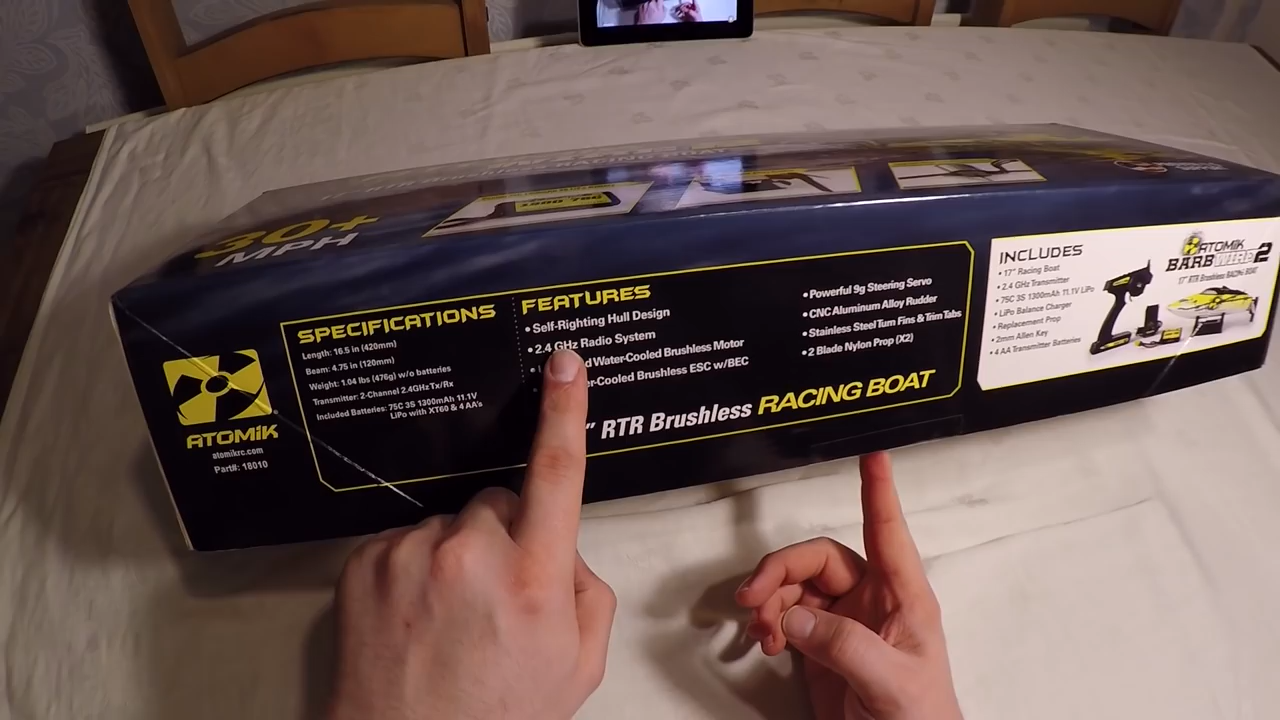 30+
MPH
ATOMIK
atomikrc.com
Part#: 18010
SPECIFICATIONS
Length: 16.5 in (420mm)
Beam: 4.75 in (120mm)
Weight: 1.04 lbs (476g) w/o batteries
Transmitter: 2-Channel 2.4GHz Tx/Rx
Included Batteries: 75C 3S 1300mAh 11.1V
LiPo with XT60 & 4 AA's
FEATURES
• Self-Righting Hull Design
• 2.4 GHz Radio System
Water-Cooled Brushless Motor
-Cooled Brushless ESC w/BEC
• Powerful 9g Steering Servo
• CNC Aluminum Alloy Rudder
• Stainless Steel Turn Fins & Trim Tabs
• 2 Blade Nylon Prop (X2)
" RTR Brushless RACING BOAT
INCLUDES
• 17" Racing Boat
• 2.4 GHz Transmitter
• 75C 3S 1300mAh 11.1V LiPo
• LiPo Balance Charger
• Replacement Prop
• 2mm Allen Key
• 4 AA Transmitter Batteries
ATOMIK
BARBWIRE 2
17" RTR Brushless RACING BOAT